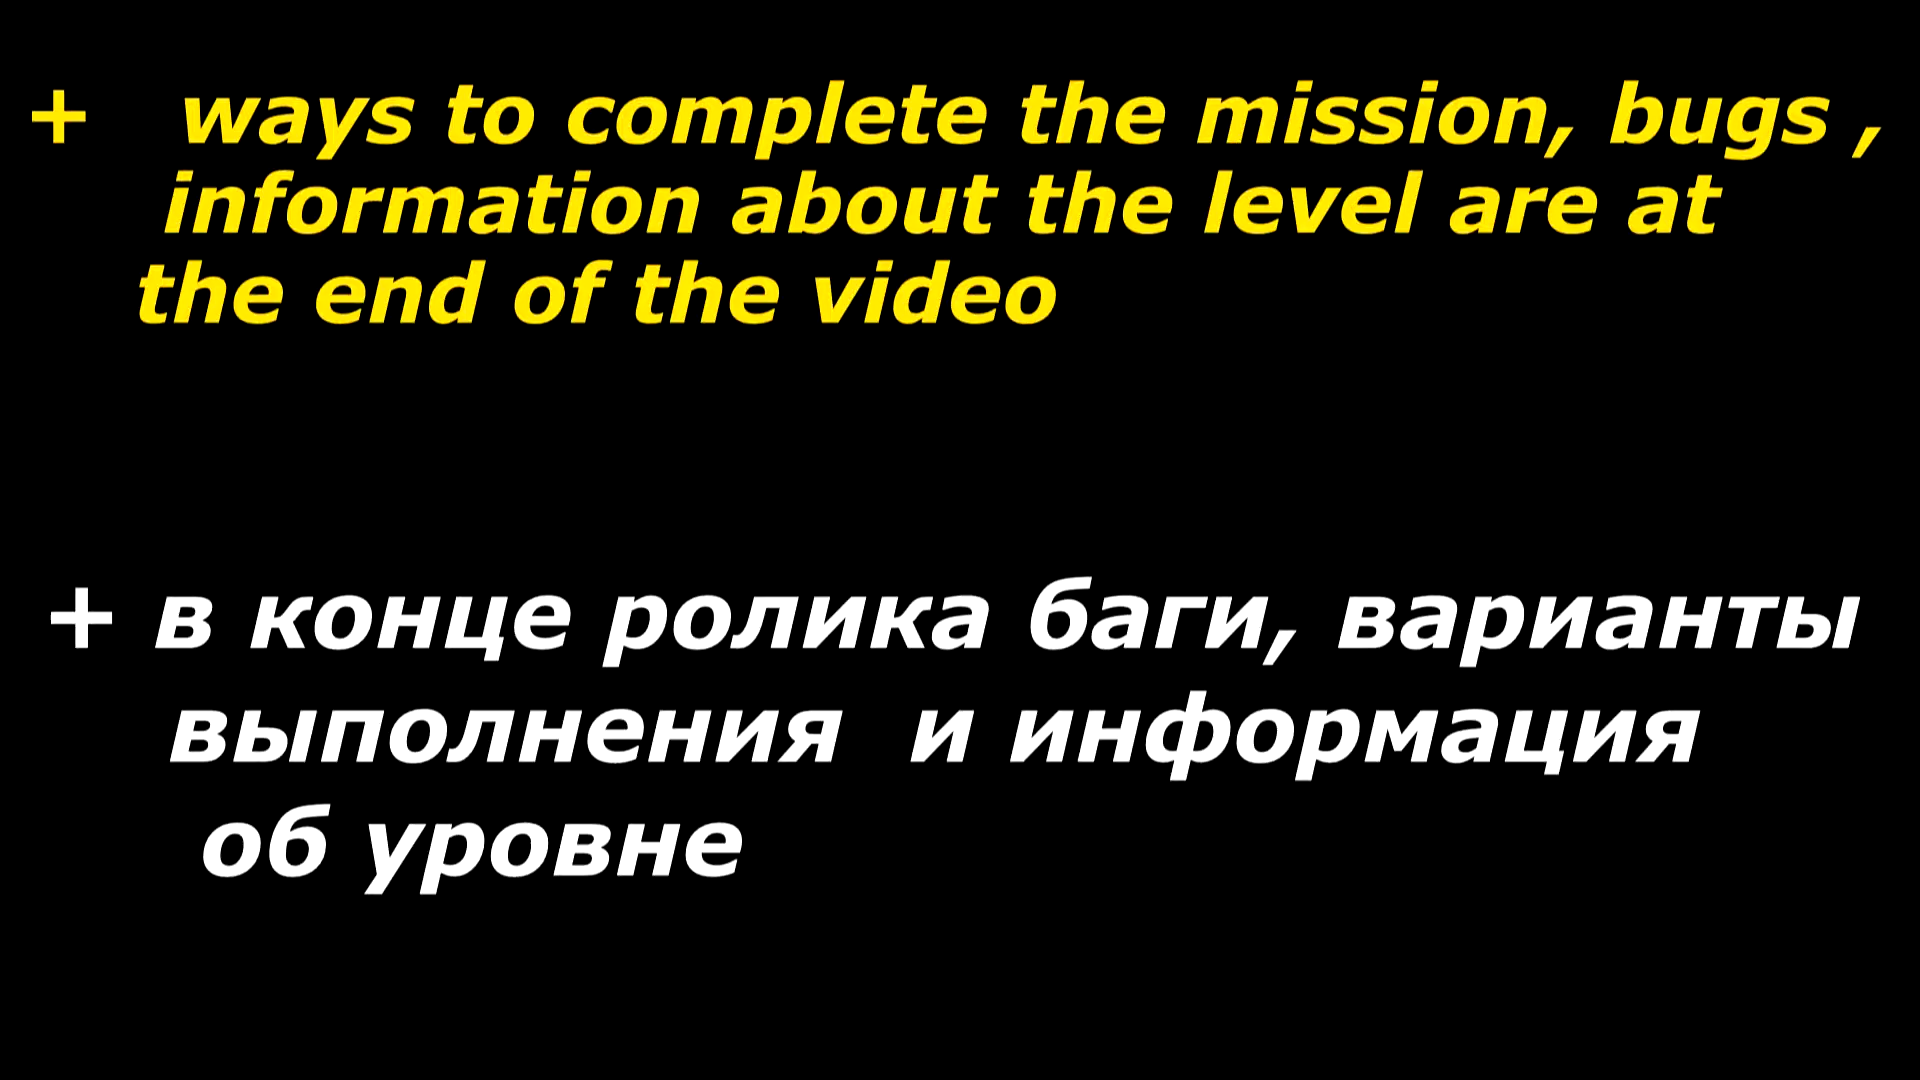 + ways to complete the mission, bugs ,
information about the level are at
the end of the video
+ в конце ролика баги, варианты
выполнения и информация
об уровне